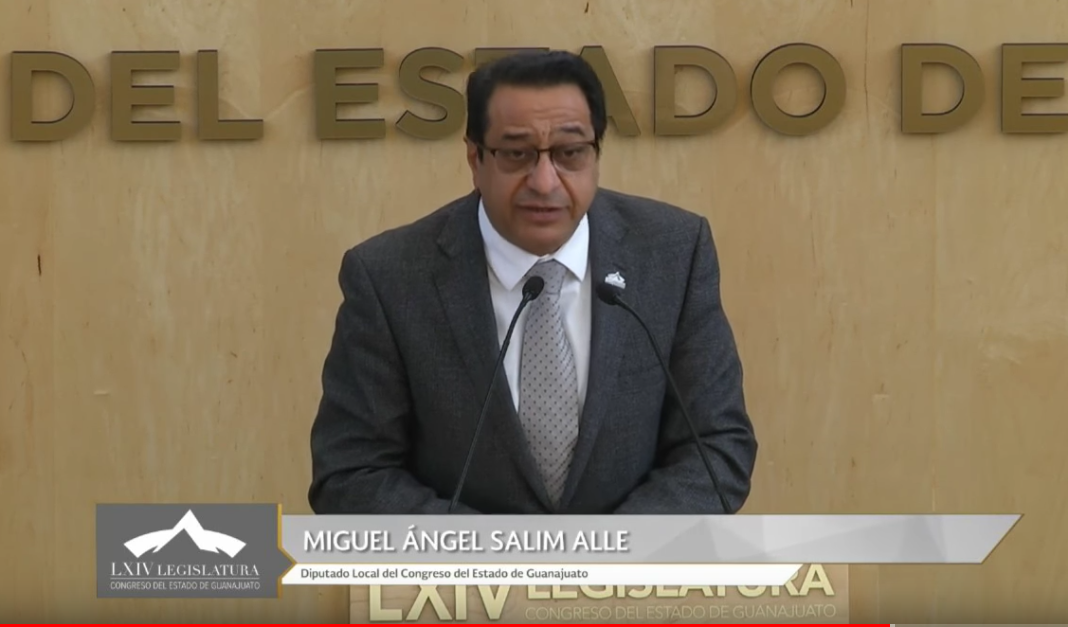 DEL ESTADO DE
MIGUEL ÁNGEL SALIM ALLE
Diputado Local del Congreso del Estado de Guanajuato
LXIV LEGISLATURA
CONGRESO DEL ESTADO DE GUANAJUATO
LXIV LEGISLATURA
CONGRESO DEL ESTADO DE GUANAJUATO